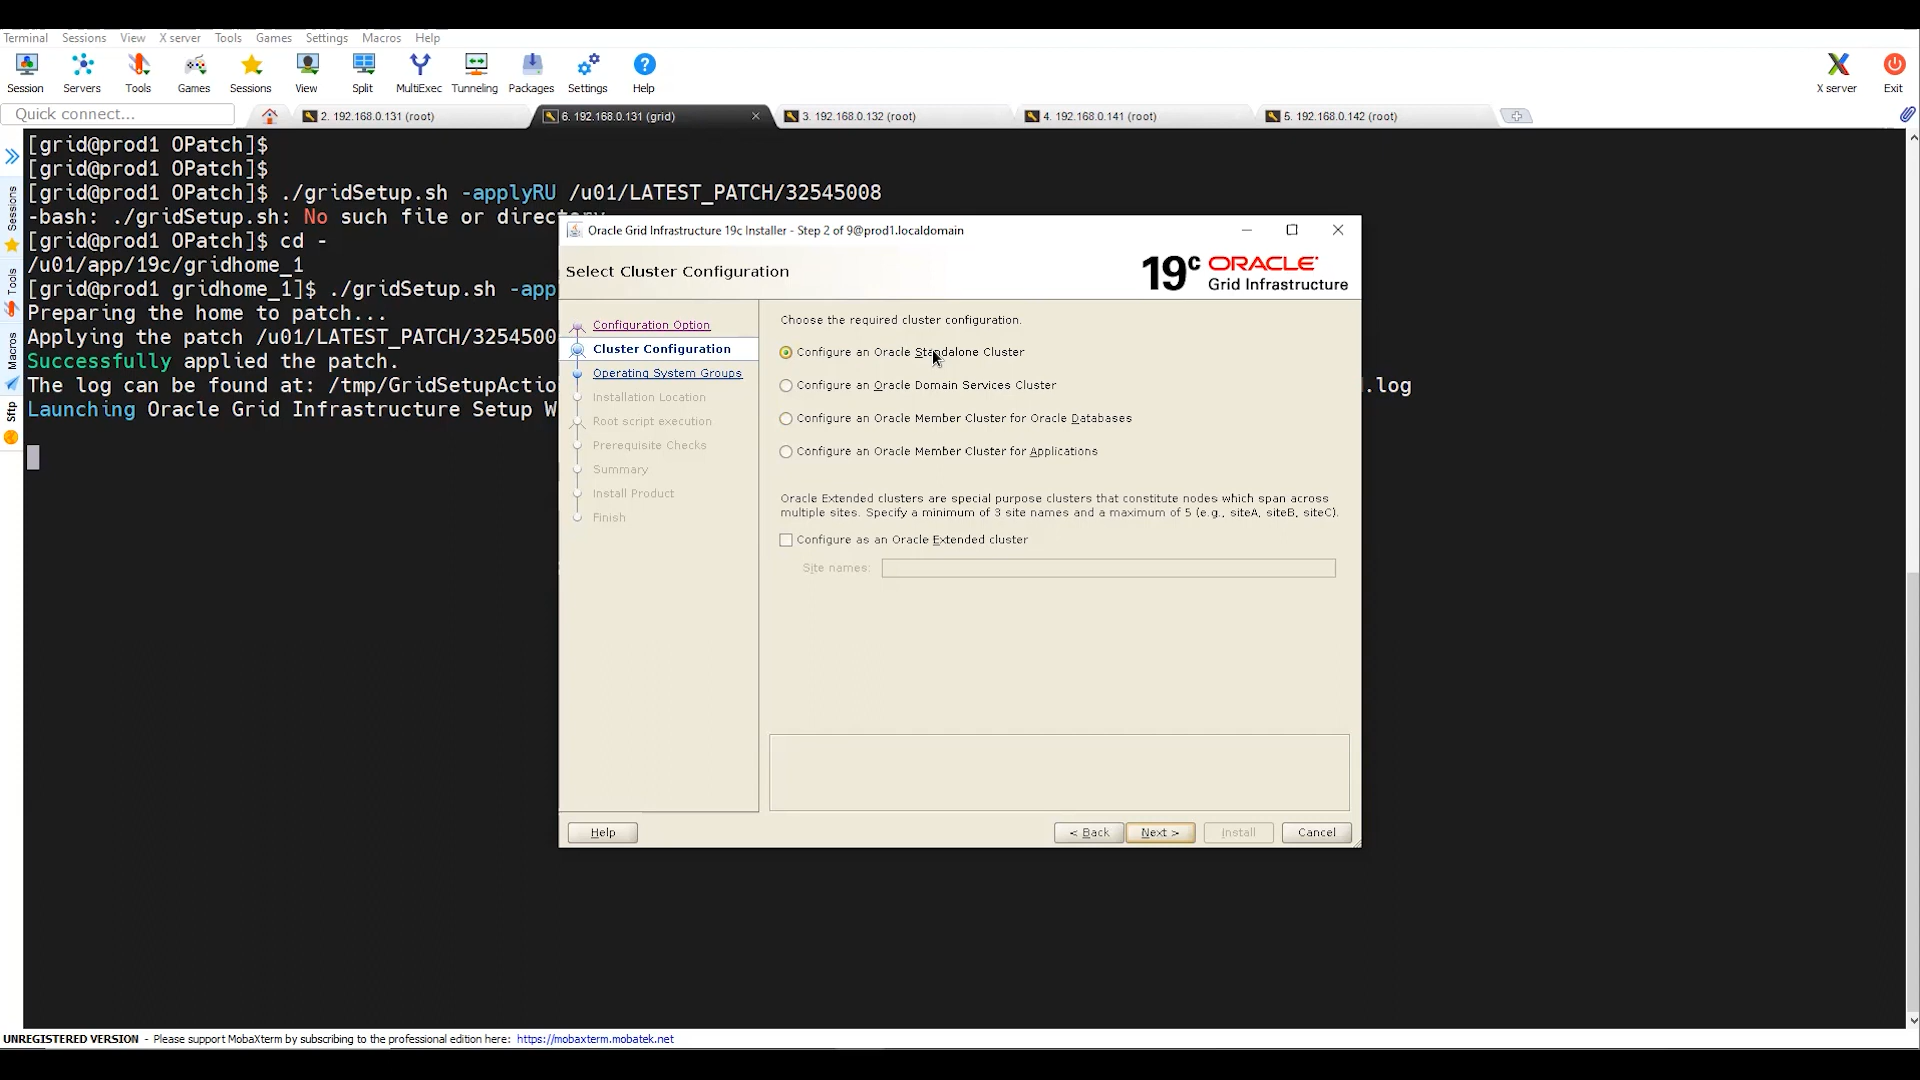 Terminal Sessions View X server Tools Games Settings Macros Help
Session Servers Tools Games Sessions View Split MultiExec Tunneling Packages Settings Help X server Exit
Quick connect... 2. 192.168.0.131 (root) 6. 192.168.0.131 (grid) 3. 192.168.0.132 (root) 4. 192.168.0.141 (root) 5. 192.168.0.142 (root)
Sessions
Tools
Macros
Sftp
[grid@prod1 OPatch]$
[grid@prod1 OPatch]$
[grid@prod1 OPatch]$ ./gridSetup.sh -applyRU /u01/LATEST_PATCH/32545008
-bash: ./gridSetup.sh: No such file or directory
[grid@prod1 OPatch]$ cd -
/u01/app/19c/gridhome_1
[grid@prod1 gridhome_1]$ ./gridSetup.sh -app
Preparing the home to patch...
Applying the patch /u01/LATEST_PATCH/3254500
Successfully applied the patch.
The log can be found at: /tmp/GridSetupActio .log
Launching Oracle Grid Infrastructure Setup W
Oracle Grid Infrastructure 19c Installer - Step 2 of 9@prod1.localdomain
Select Cluster Configuration
19c ORACLE
Grid Infrastructure
Configuration Option
Cluster Configuration
Operating System Groups
Installation Location
Root script execution
Prerequisite Checks
Summary
Install Product
Finish
Choose the required cluster configuration.
Configure an Oracle Standalone Cluster
Configure an Oracle Domain Services Cluster
Configure an Oracle Member Cluster for Oracle Databases
Configure an Oracle Member Cluster for Applications
Oracle Extended clusters are special purpose clusters that constitute nodes which span across
multiple sites. Specify a minimum of 3 site names and a maximum of 5 (e.g., siteA, siteB, siteC).
Configure as an Oracle Extended cluster
Site names:
Help < Back Next > Install Cancel
UNREGISTERED VERSION - Please support MobaXterm by subscribing to the professional edition here: https://mobaxterm.mobatek.net